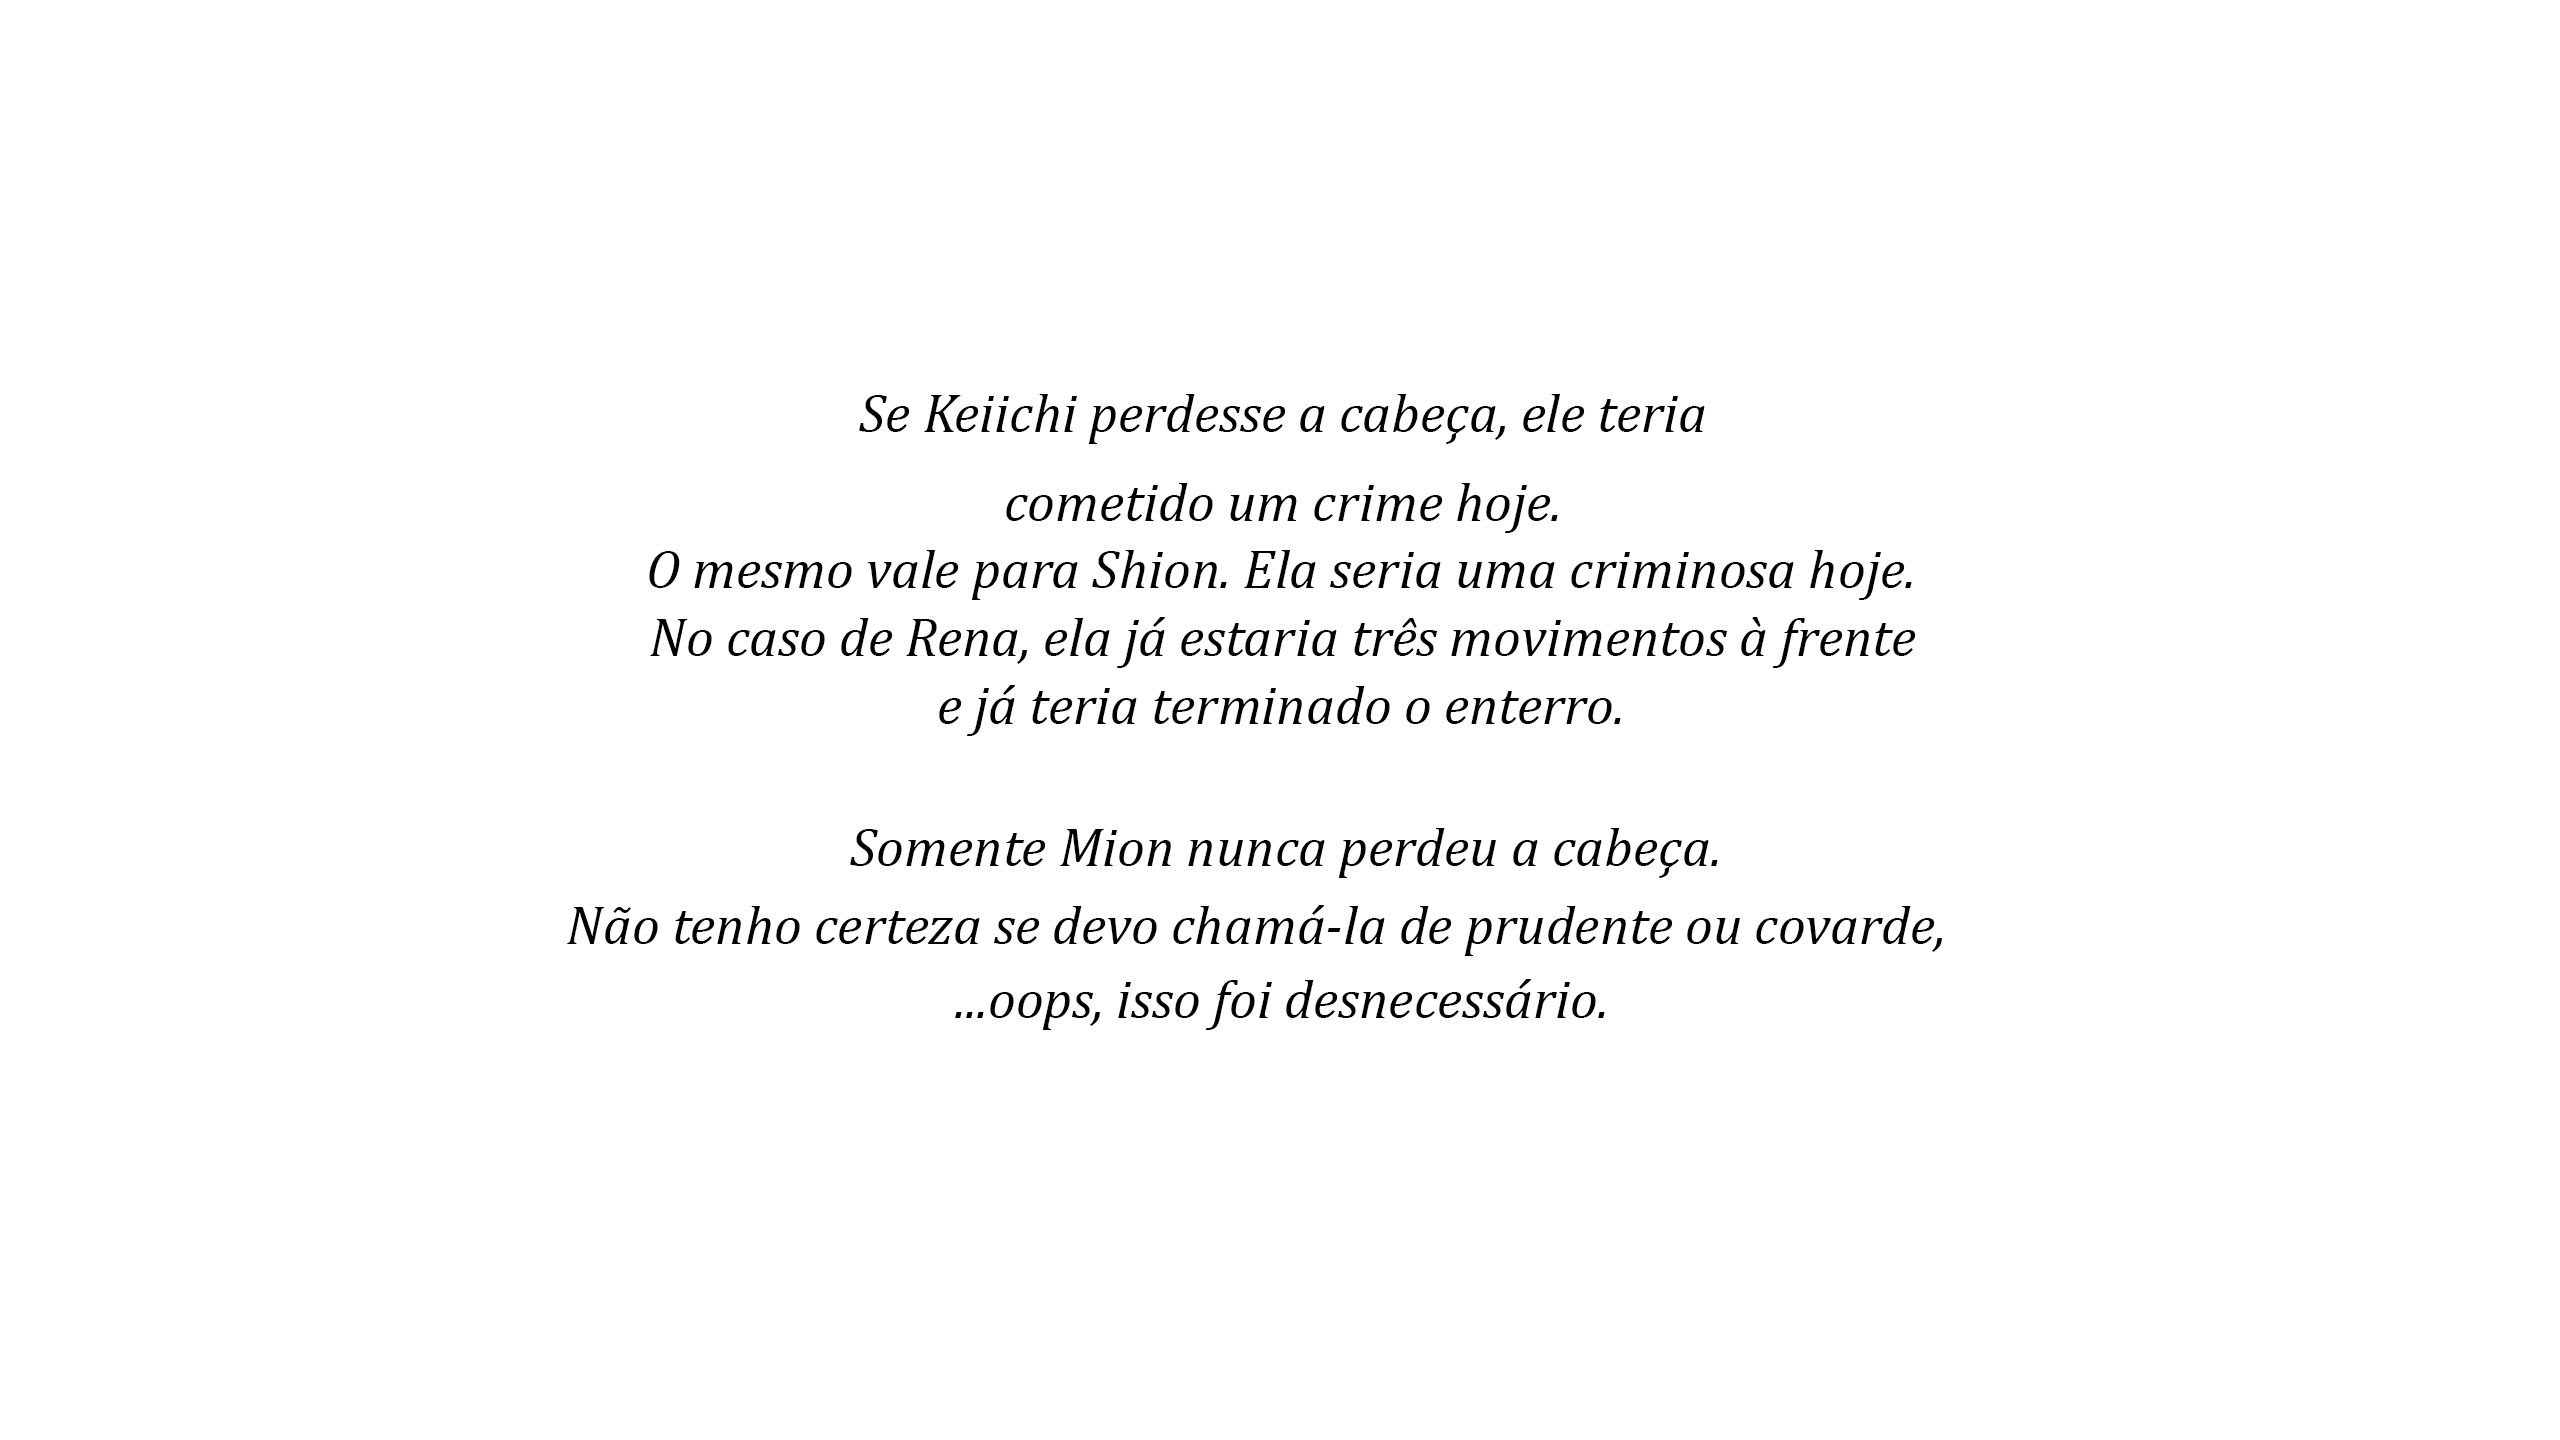 Se Keiichi perdesse a cabeça, ele teria
cometido um crime hoje.
O mesmo vale para Shion. Ela seria uma criminosa hoje.
No caso de Rena, ela já estaria três movimentos à frente
e já teria terminado o enterro.
Somente Mion nunca perdeu a cabeça.
Não tenho certeza se devo chamá-la de prudente ou covarde,
...oops, isso foi desnecessário.